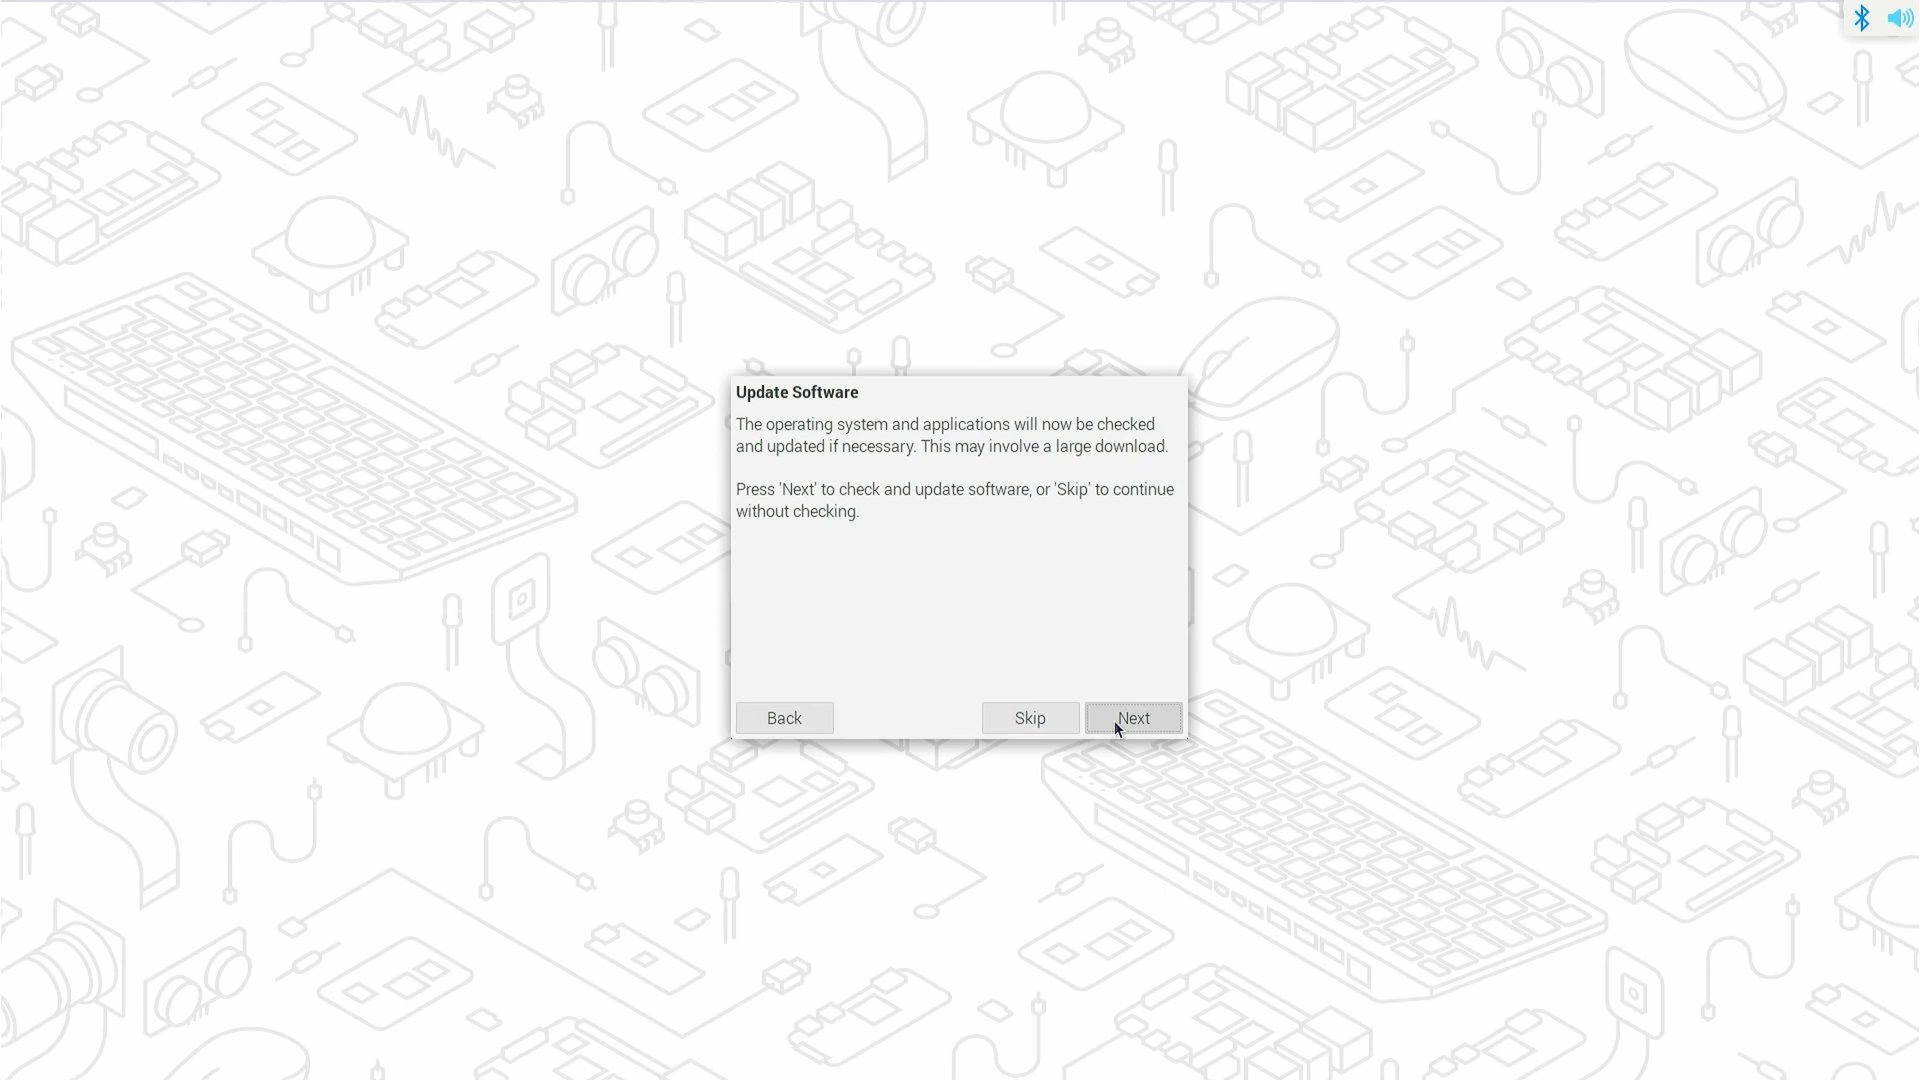 Update Software
The operating system and applications will now be checked
and updated if necessary. This may involve a large download.
Press 'Next' to check and update software, or 'Skip' to continue
without checking.
Back
Skip
Next